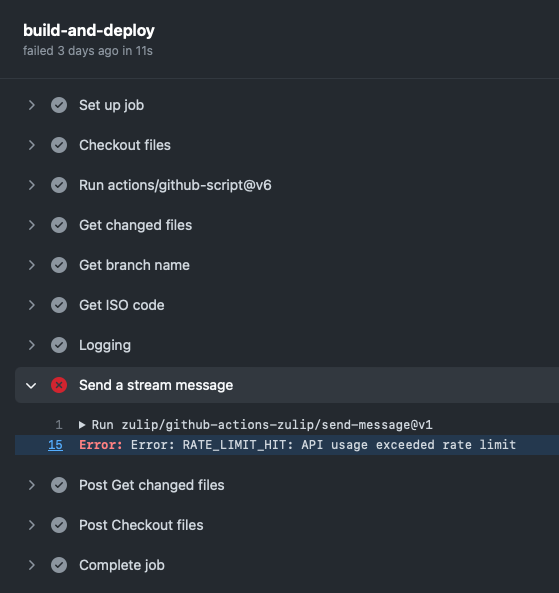 build-and-deploy
failed 3 days ago in 11s
Set up job
Checkout files
Run actions/github-script@v6
Get changed files
Get branch name
Get ISO code
Logging
Send a stream message
1 Run zulip/github-actions-zulip/send-message@v1
15 Error: Error: RATE_LIMIT_HIT: API usage exceeded rate limit
Post Get changed files
Post Checkout files
Complete job